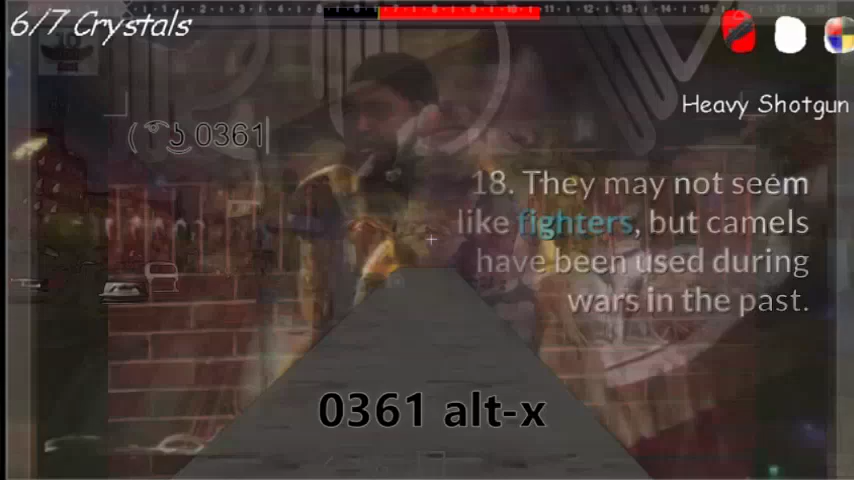 6/7 Crystals
Heavy Shotgun
( ͡° ͜ʖ 0361
18. They may not seem
like fighters, but camels
have been used during
wars in the past.
0361 alt-x